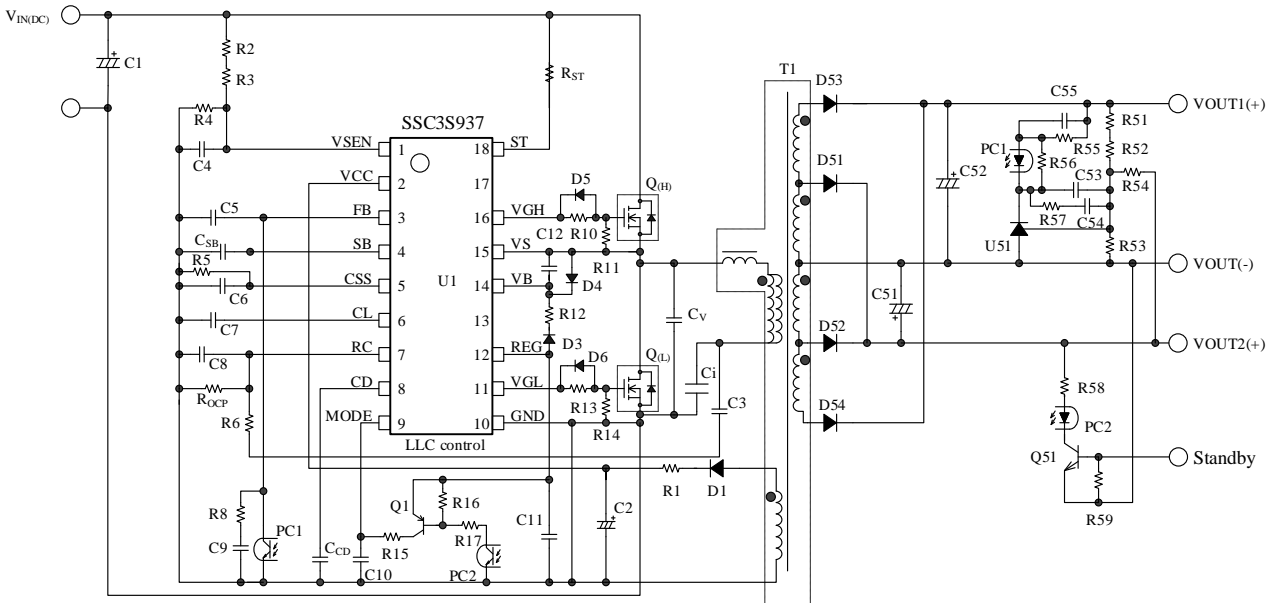 VIN(DC)
C1
R2
R3
R4
C4
RST
SSC3S937
VSEN
1
18
ST
VCC
2
17
C5
FB
3
16
VGH
CSB
SB
4
15
VS
R5
CSS
5
14
VB
C6
U1
CL
6
13
C7
RC
7
12
REG
C8
CD
8
11
VGL
ROCP
MODE
9
10
GND
R6
LLC control
D5
Q(H)
C12
R10
R11
D4
R12
D3
D6
Q(L)
R13
R14
CV
Ci
C3
T1
D53
D51
D52
D54
C52
C51
C55
PC1
R55
R56
C53
R57
C54
U51
R51
R52
R54
R53
VOUT1(+)
VOUT(-)
VOUT2(+)
R58
PC2
Q51
R59
Standby
R1
D1
C2
C11
Q1
R16
R17
R15
PC2
C10
CCD
R8
C9
PC1